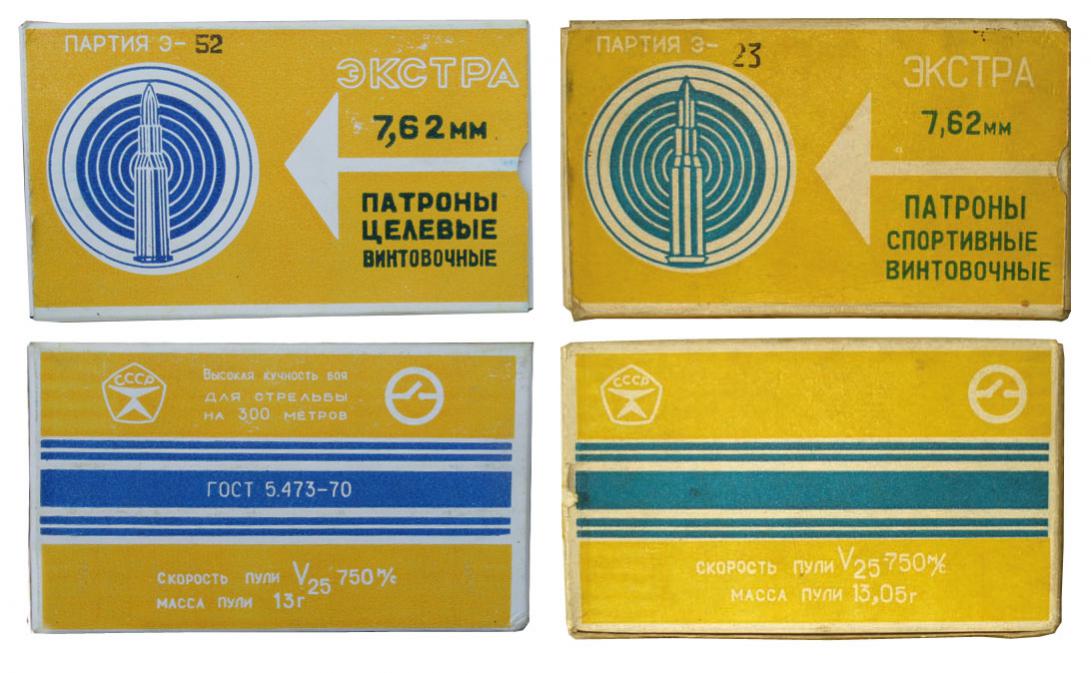 ПАРТИЯ Э- 52
ЭКСТРА
7,62мм
ПАТРОНЫ
ЦЕЛЕВЫЕ
ВИНТОВОЧНЫЕ
ПАРТИЯ Э- 23
ЭКСТРА
7,62мм
ПАТРОНЫ
СПОРТИВНЫЕ
ВИНТОВОЧНЫЕ
СССР
Высокая кучность боя
ДЛЯ СТРЕЛЬБЫ
НА 300 МЕТРОВ
ГОСТ 5.473-70
СКОРОСТЬ ПУЛИ V25 750 м/с
МАССА ПУЛИ 13г
СССР
СКОРОСТЬ ПУЛИ V25-750 м/с
МАССА ПУЛИ 13,05г